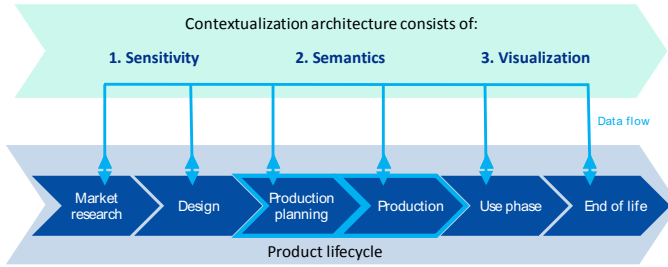 Contextualization architecture consists of:
1. Sensitivity 2. Semantics 3. Visualization
Data flow
Market research Design Production planning Production Use phase End of life
Product lifecycle